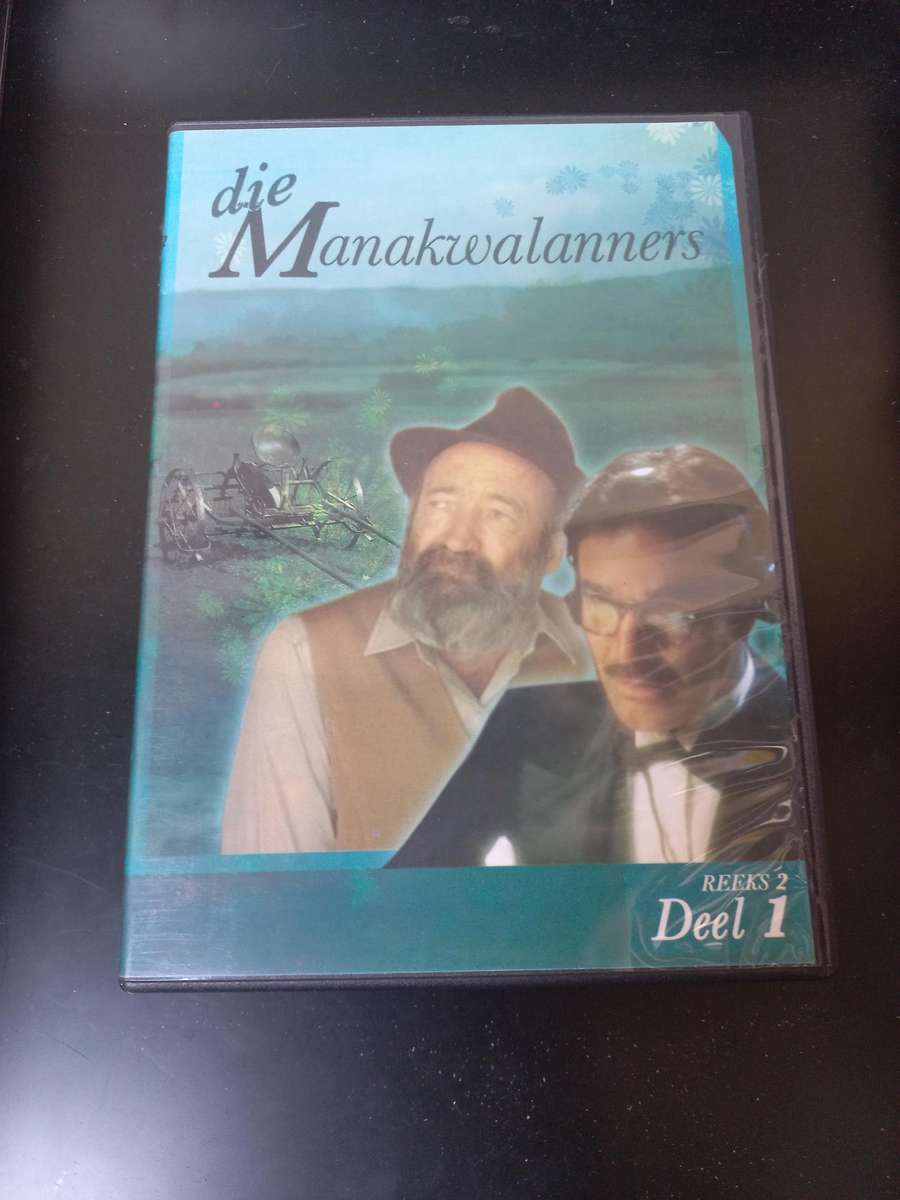 die
Manakwalanners
REEKS 2
Deel 1